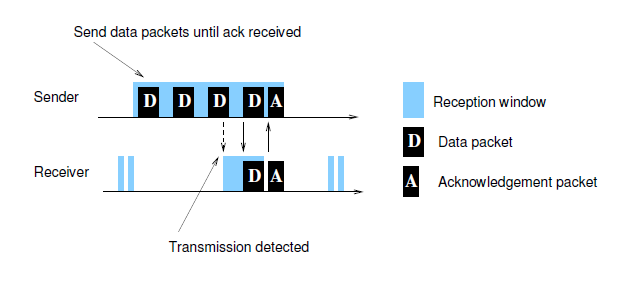 Send data packets until ack received
Sender
D D D D A
Reception window
D Data packet
Receiver
D A
A Acknowledgement packet
Transmission detected